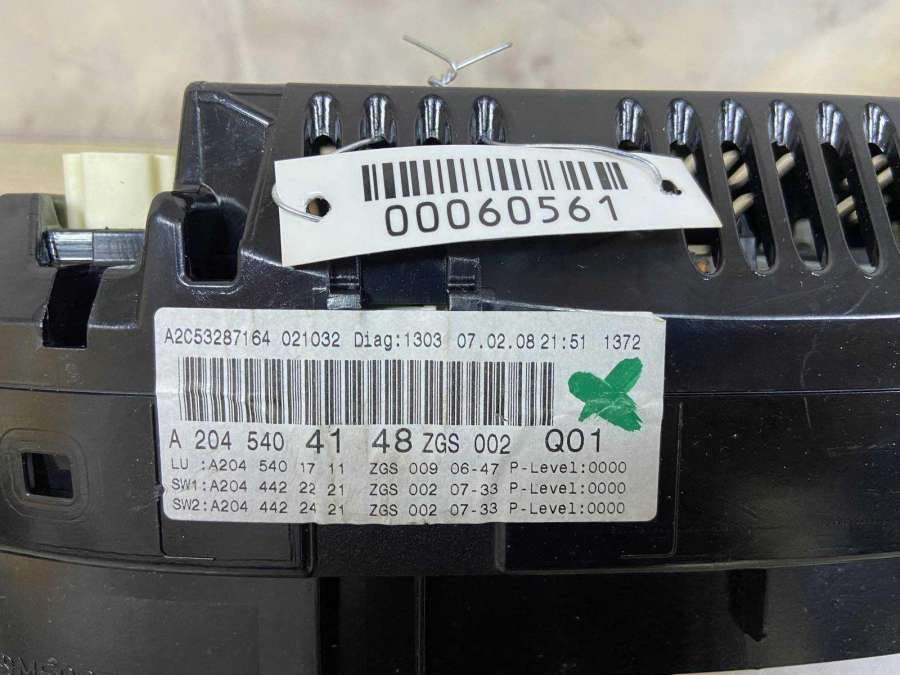 00060561
A2C53287164 021032 Diag:1303 07.02.08 21:51 1372
A 204 540 41 48 ZGS 002 Q01
LU :A204 540 17 11 ZGS 009 06-47 P-Level:0000
SW1:A204 442 22 21 ZGS 002 07-33 P-Level:0000
SW2:A204 442 24 21 ZGS 002 07-33 P-Level:0000